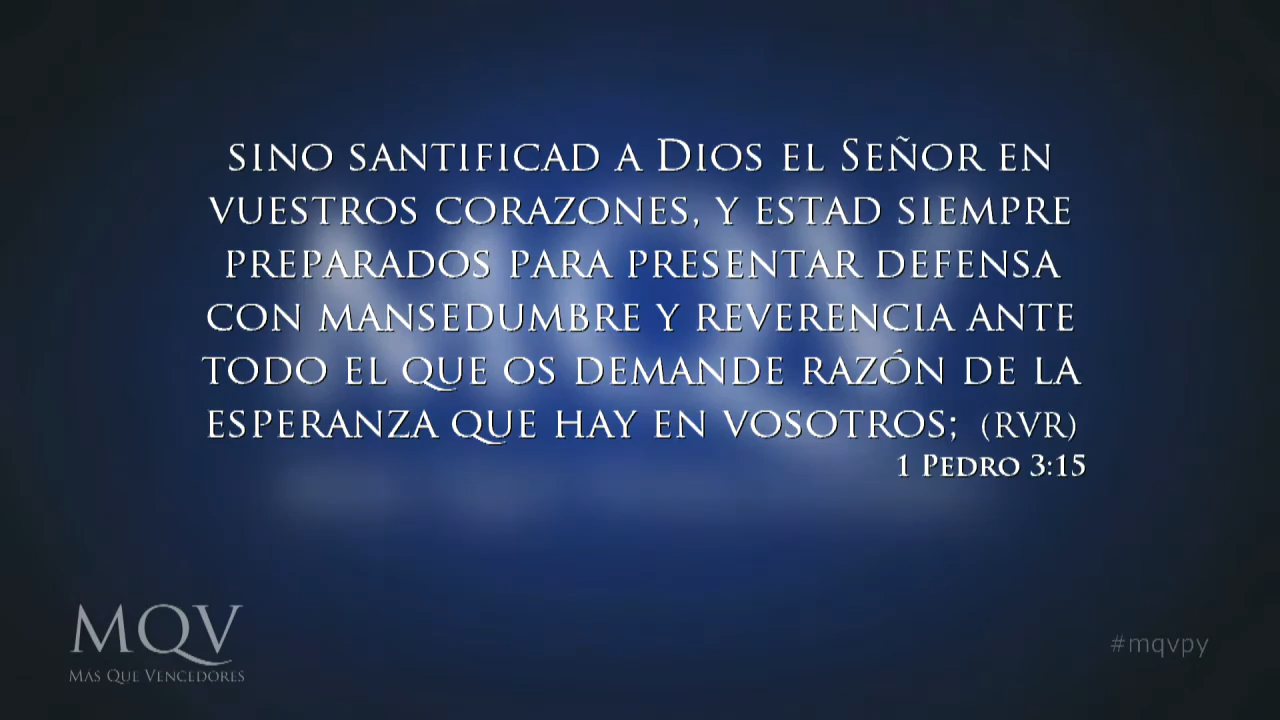 sino santificad a Dios el Señor en
vuestros corazones, y estad siempre
preparados para presentar defensa
con mansedumbre y reverencia ante
todo el que os demande razón de la
esperanza que hay en vosotros; (RVR)
1 Pedro 3:15
MQV
Más Que Vencedores
#mqvpy